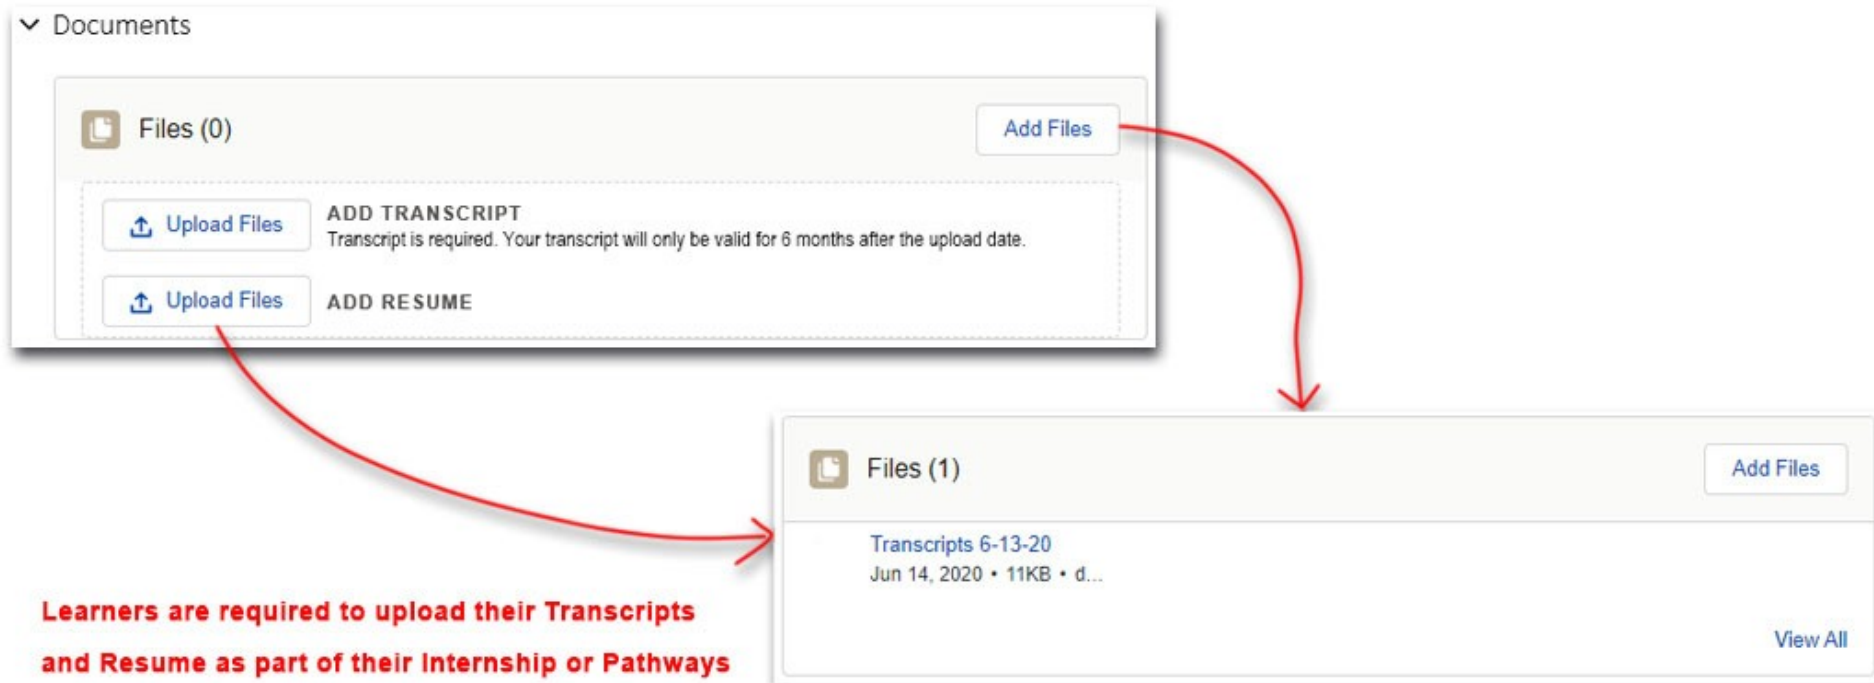 Documents
Files (0)
Add Files
Upload Files
ADD TRANSCRIPT
Transcript is required. Your transcript will only be valid for 6 months after the upload date.
Upload Files
ADD RESUME
Files (1)
Add Files
Transcripts 6-13-20
Jun 14, 2020 • 11KB • d...
View All
Learners are required to upload their Transcripts
and Resume as part of their Internship or Pathways